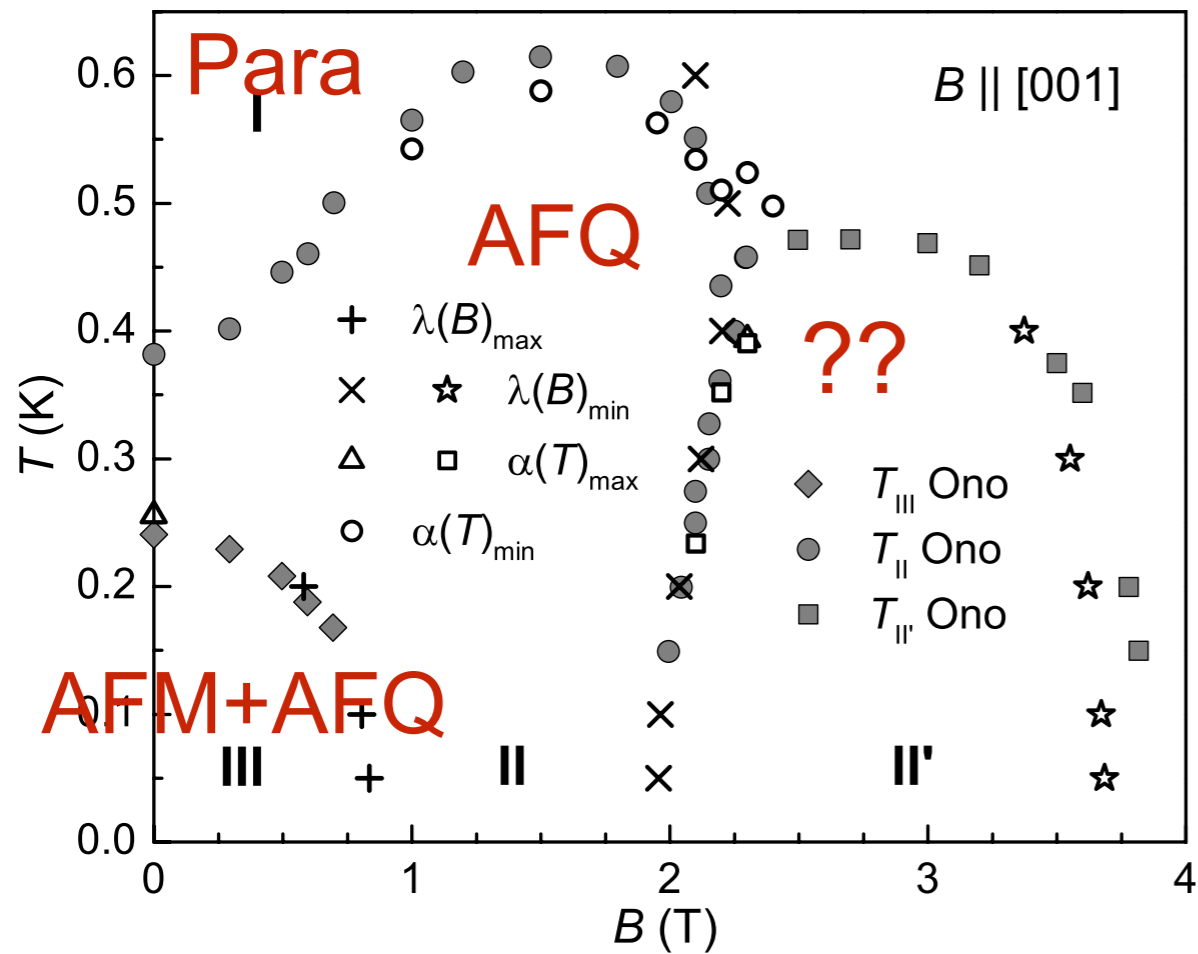 Para
I
B || [001]
AFQ
??
λ(B)max
λ(B)min
α(T)max
α(T)min
TIII Ono
TII Ono
TII' Ono
AFM+AFQ
III
II
II'
T (K)
0.6
0.5
0.4
0.3
0.2
0.1
0.0
0 1 2 3 4
B (T)